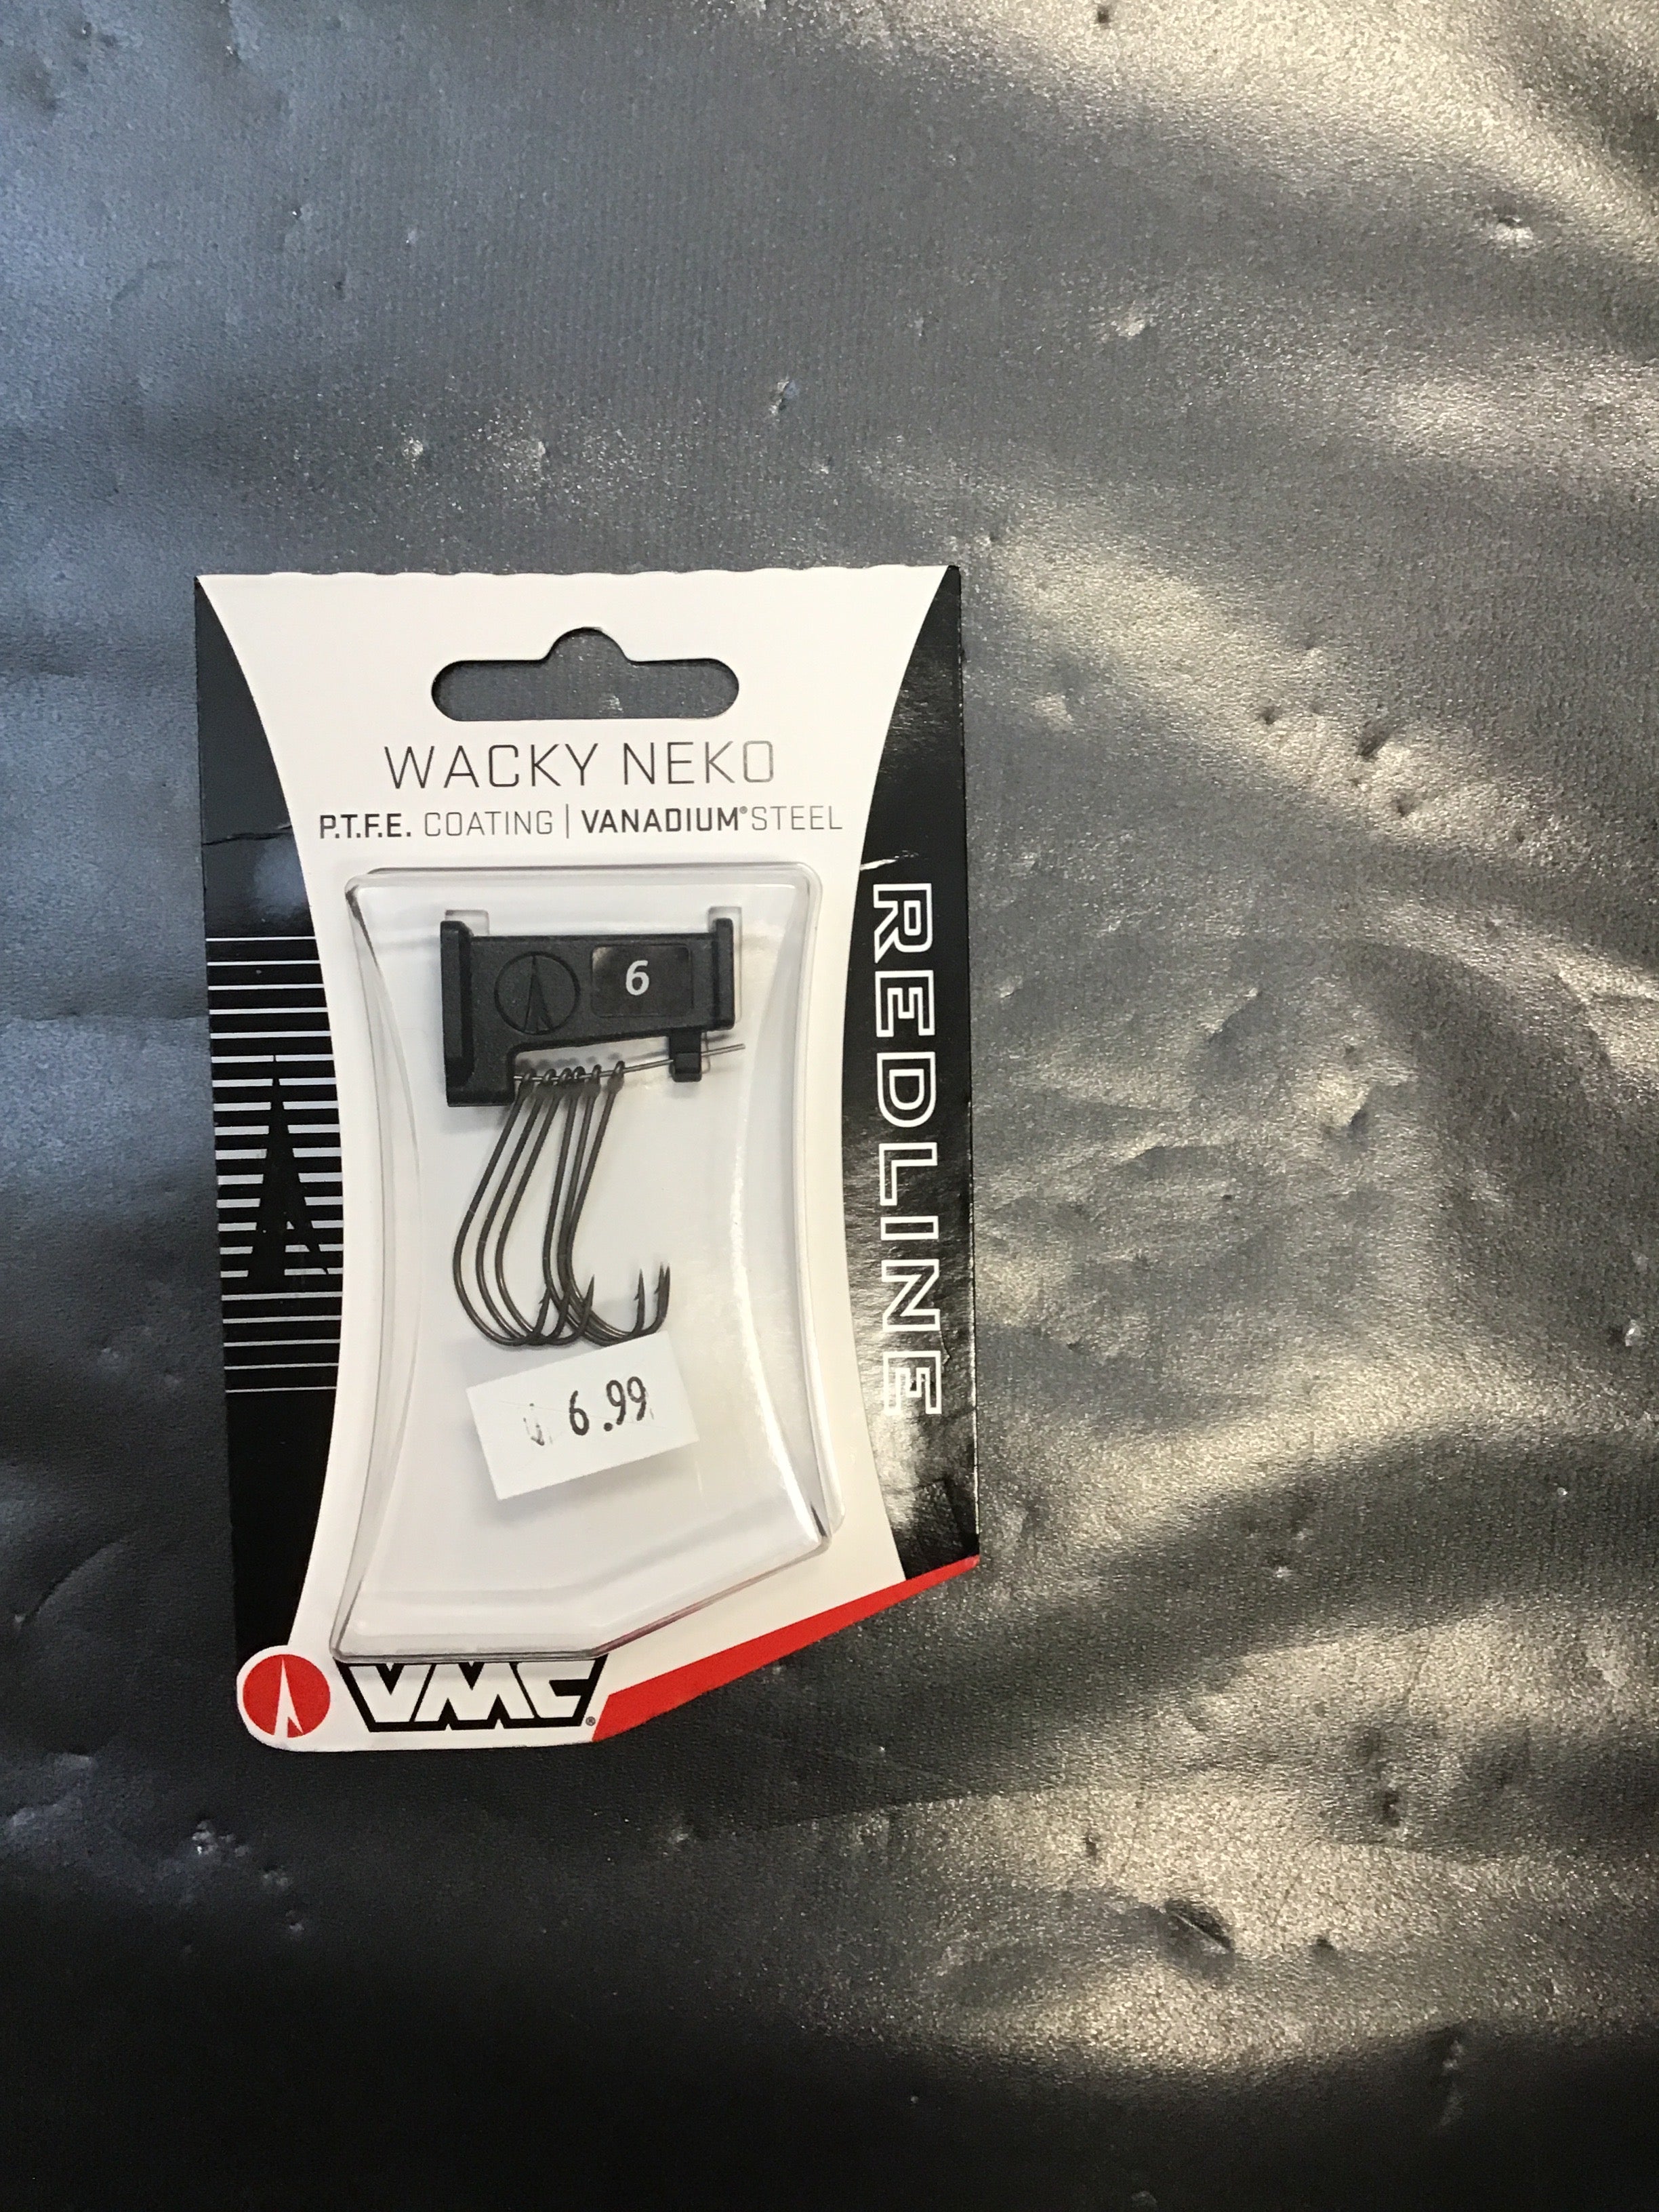 WACKY NEKO
P.T.F.E. COATING | VANADIUM® STEEL
6
REDLINE
6.99
VMC®